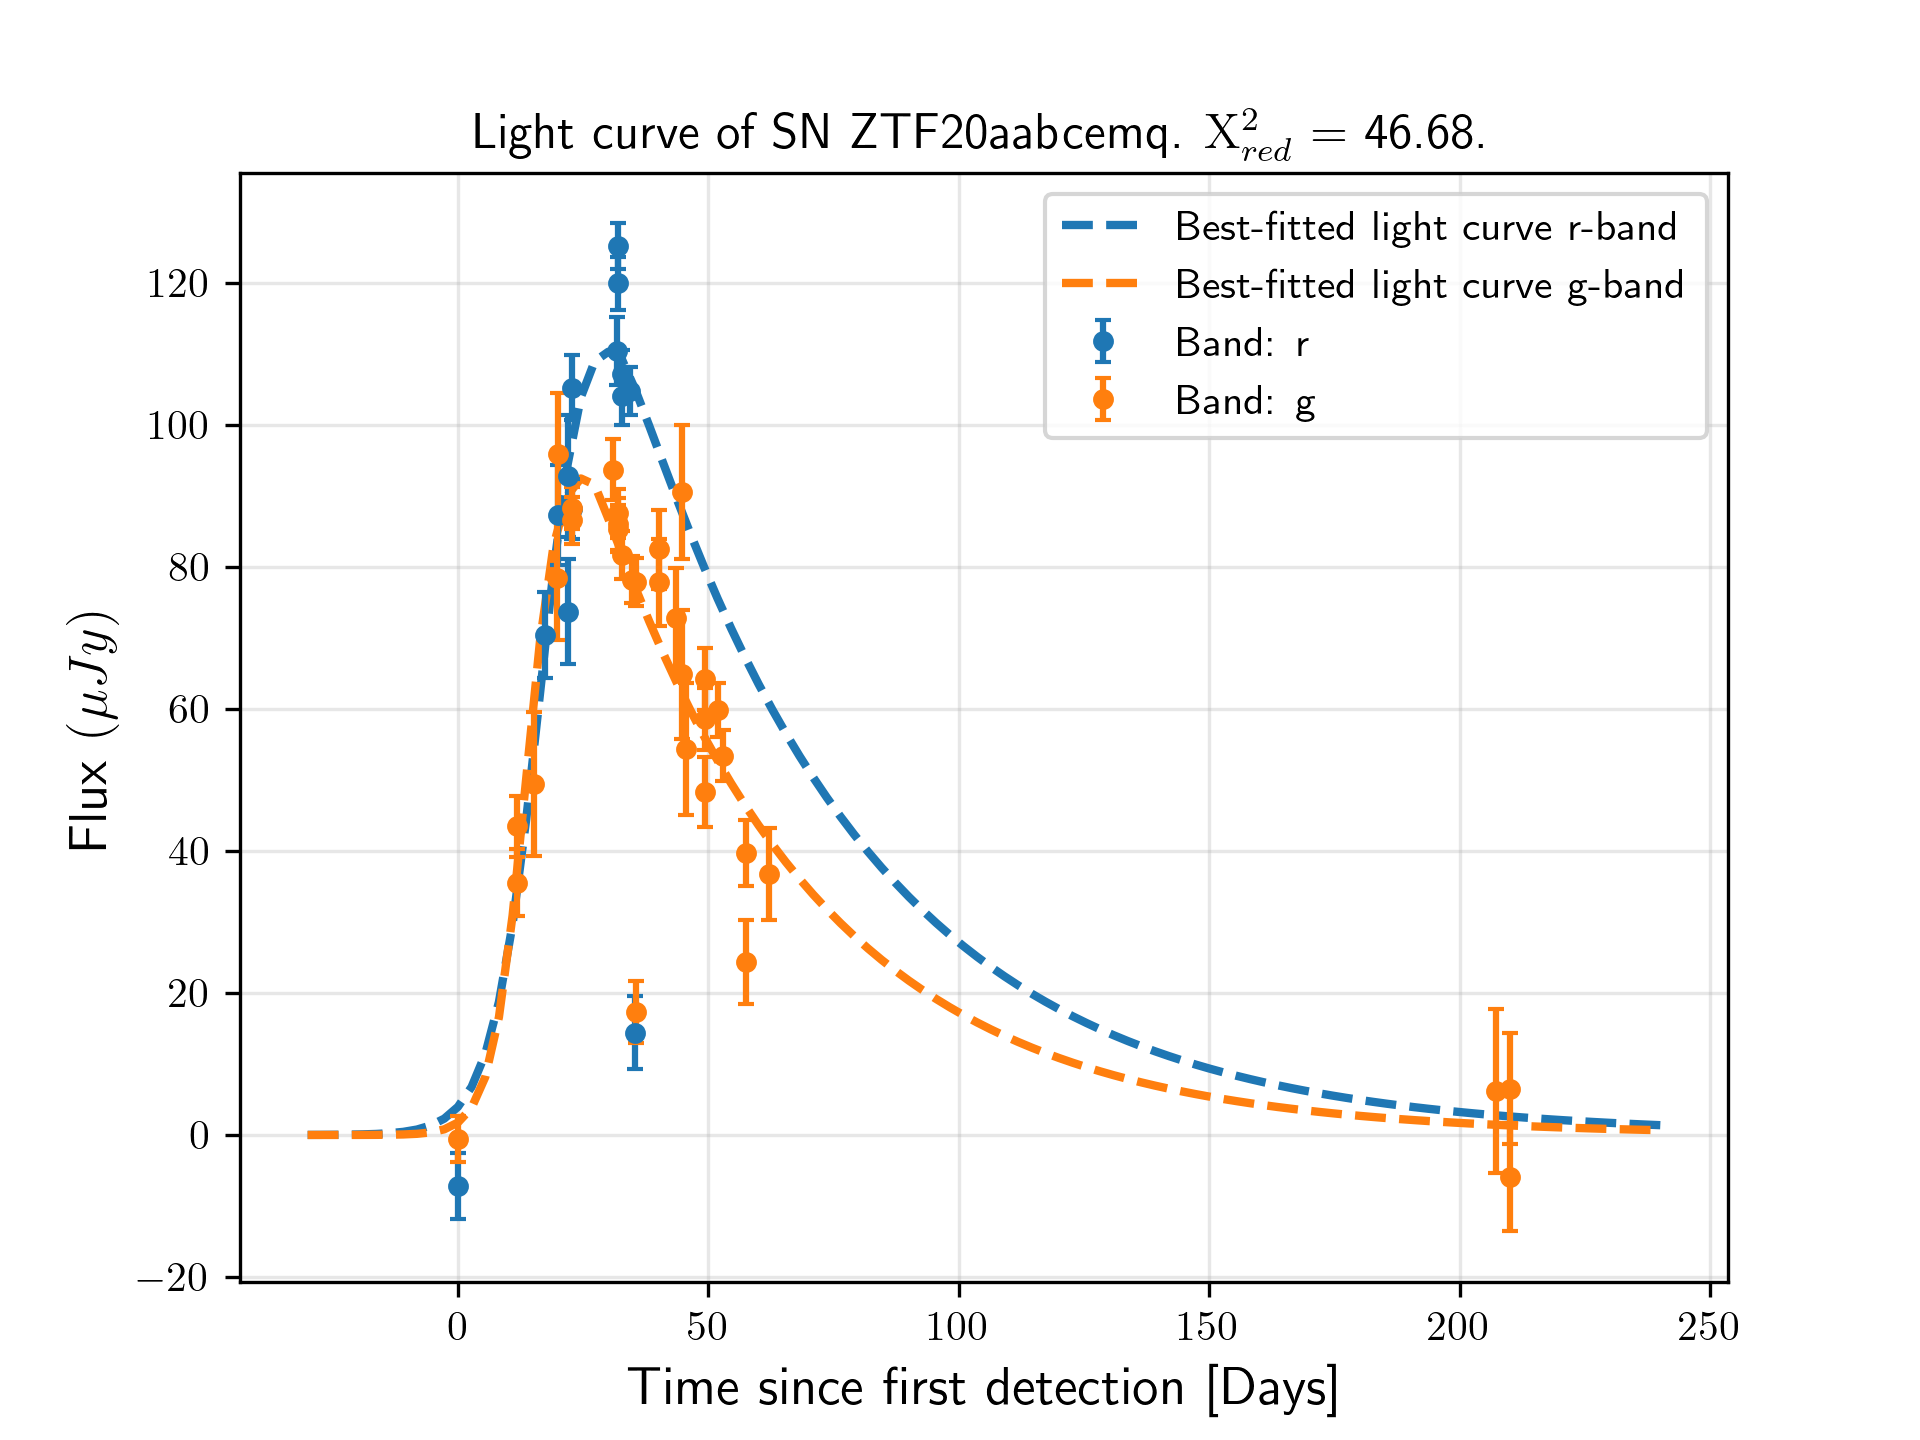 Light curve of SN ZTF20aabcemq. X²_red = 46.68.
Best-fitted light curve r-band
Best-fitted light curve g-band
Band: r
Band: g
Flux (μJy)
120
100
80
60
40
20
0
−20
0 50 100 150 200 250
Time since first detection [Days]